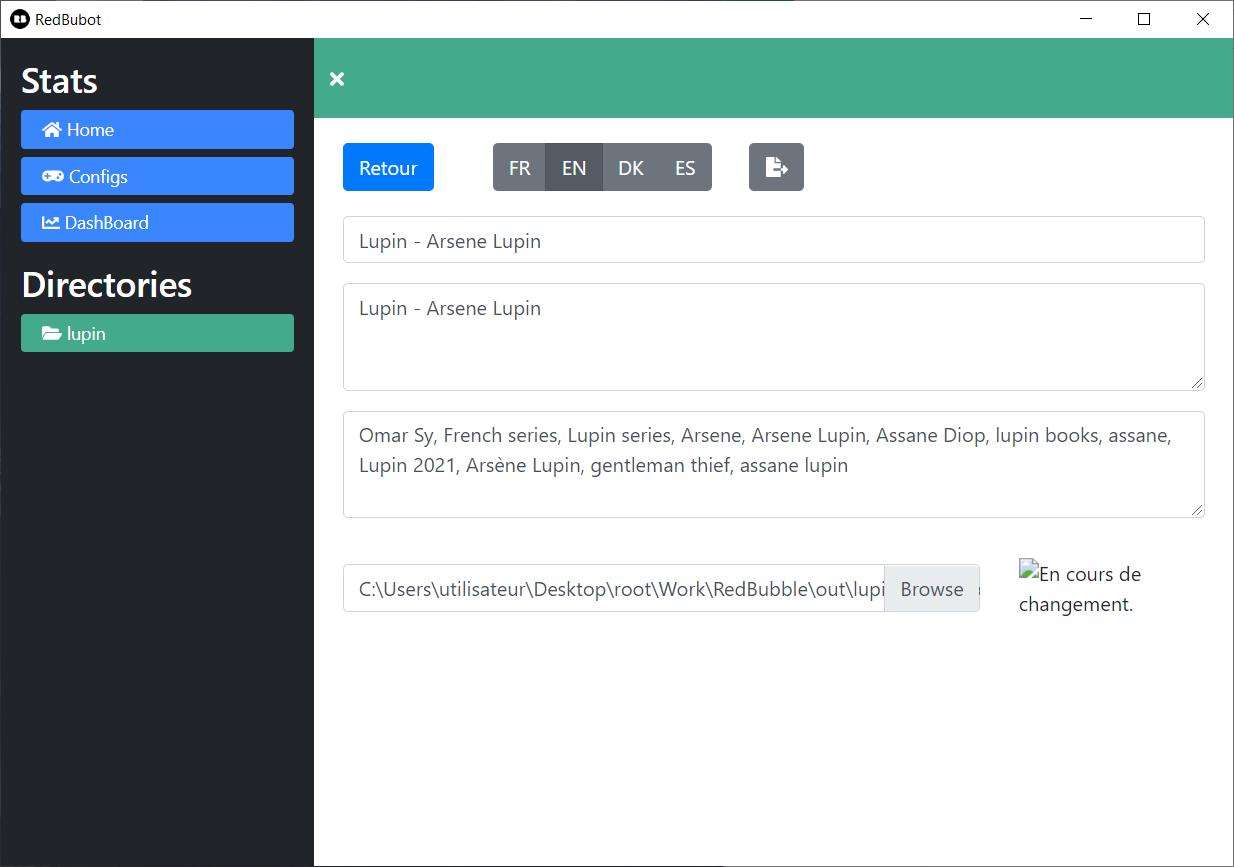 RedBubot
Stats
Home
Configs
DashBoard
Directories
lupin
Retour
FR EN DK ES
Lupin - Arsene Lupin
Lupin - Arsene Lupin
Omar Sy, French series, Lupin series, Arsene, Arsene Lupin, Assane Diop, lupin books, assane,
Lupin 2021, Arsène Lupin, gentleman thief, assane lupin
C:\Users\utilisateur\Desktop\root\Work\RedBubble\out\lupi Browse
En cours de
changement.